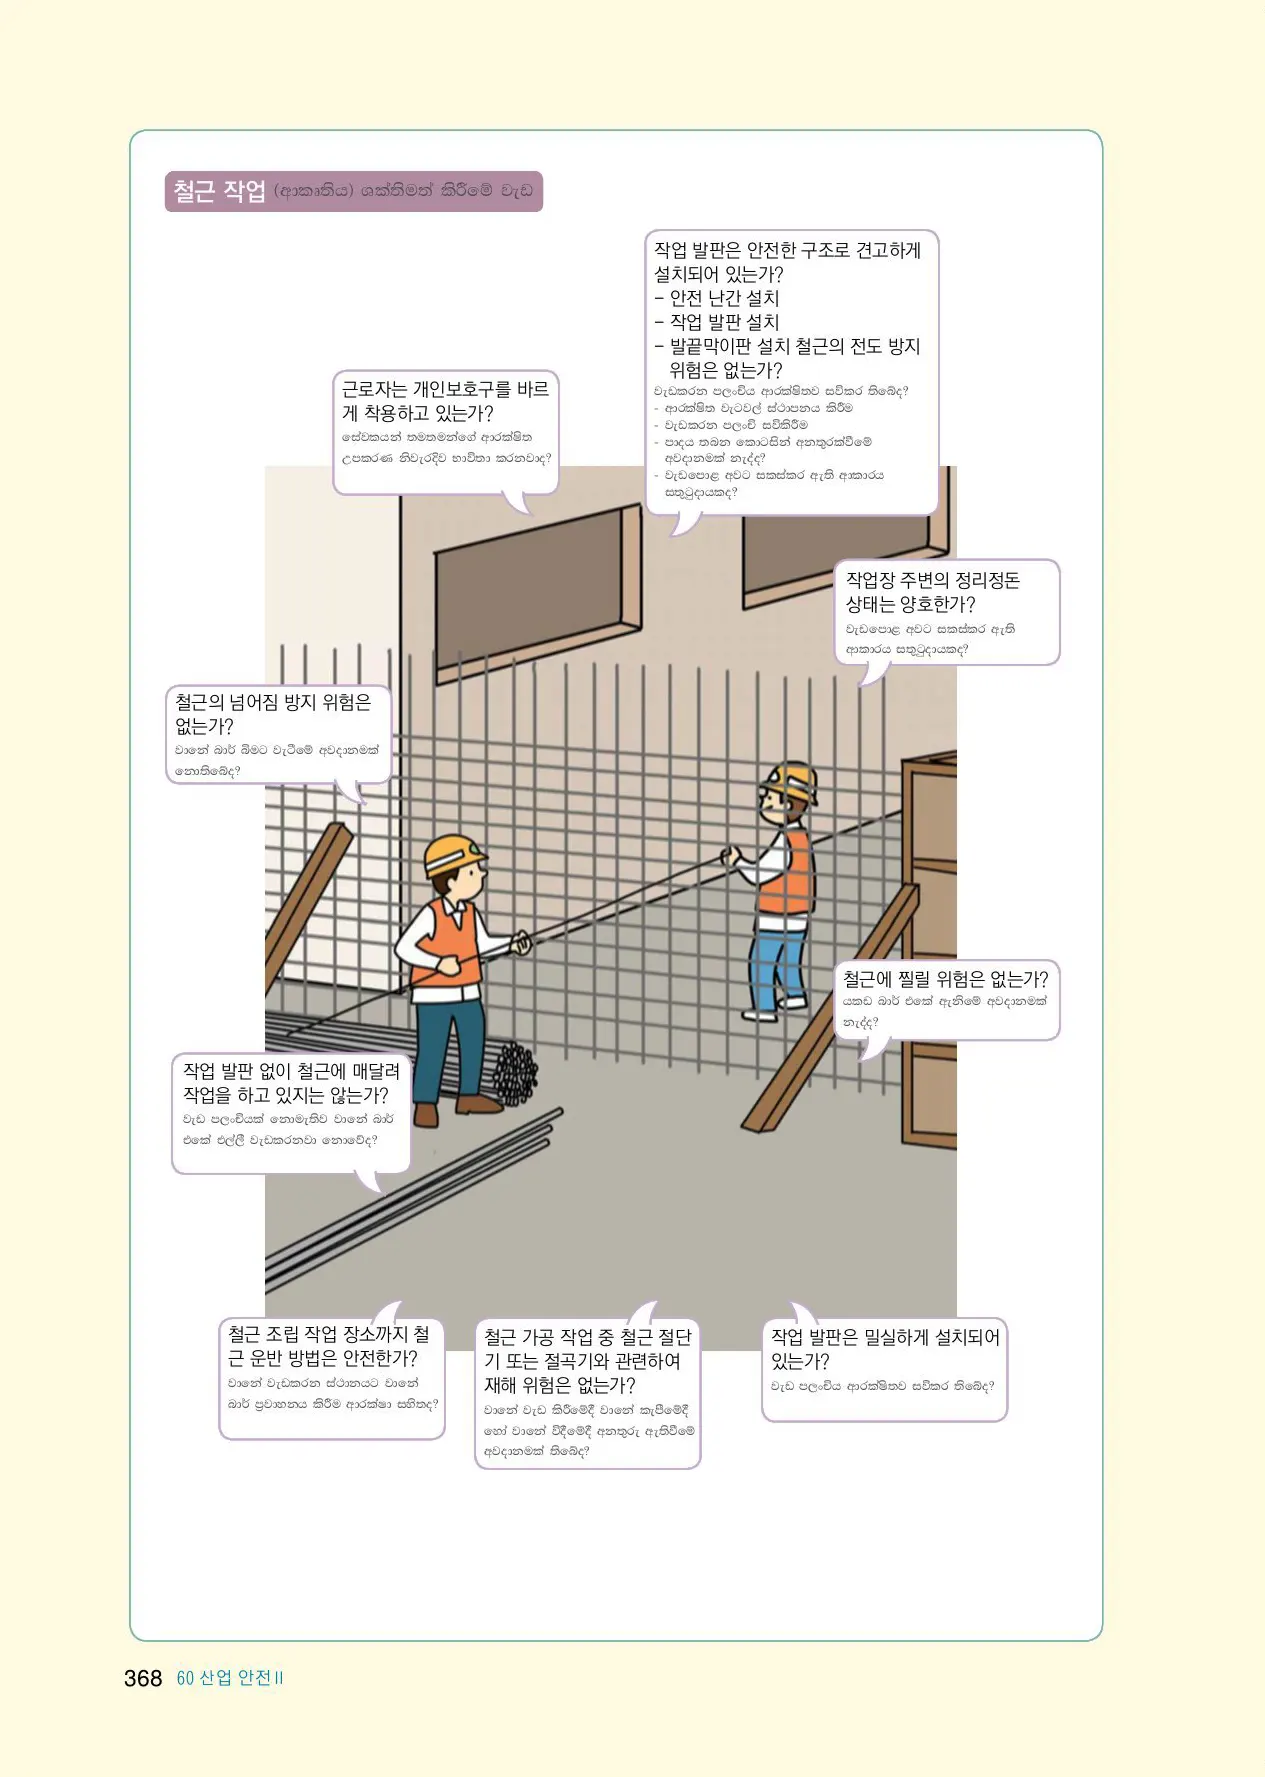 철근 작업 (ආකෘතිය) ශක්තිමත් කිරීමේ වැඩ
작업 발판은 안전한 구조로 견고하게
설치되어 있는가?
- 안전 난간 설치
- 작업 발판 설치
- 발끝막이판 설치 철근의 전도 방지
위험은 없는가?
වැඩකරන පලංචිය ආරක්ෂිතව සවිකර තිබේද?
- ආරක්ෂිත වැටවල් ස්ථාපනය කිරීම
- වැඩකරන පලංචි සවිකිරීම
- පාදය තබන කොටසින් අනතුරක්වීමේ
අවදානමක් නැද්ද?
- වැඩපොළ අවට සකස්කර ඇති ආකාරය
සතුටුදායකද?
근로자는 개인보호구를 바르
게 착용하고 있는가?
සේවකයන් තමතමන්ගේ ආරක්ෂිත
උපකරණ නිවැරදිව භාවිතා කරනවාද?
작업장 주변의 정리정돈
상태는 양호한가?
වැඩපොළ අවට සකස්කර ඇති
ආකාරය සතුටුදායකද?
철근의 넘어짐 방지 위험은
없는가?
වානේ බාර් බිමට වැටීමේ අවදානමක්
නොතිබේද?
철근에 찔릴 위험은 없는가?
යකඩ බාර් එකේ ඇනිමේ අවදානමක්
නැද්ද?
작업 발판 없이 철근에 매달려
작업을 하고 있지는 않는가?
වැඩ පලංචියක් නොමැතිව වානේ බාර්
එකේ එල්ලී වැඩකරනවා නොවේද?
철근 조립 작업 장소까지 철
근 운반 방법은 안전한가?
වානේ වැඩකරන ස්ථානයට වානේ
බාර් ප්‍රවාහනය කිරීම ආරක්ෂා සහිතද?
철근 가공 작업 중 철근 절단
기 또는 절곡기와 관련하여
재해 위험은 없는가?
වානේ වැඩ කිරීමේදී වානේ කැපීමේදී
හෝ වානේ විදීමේදී අනතුරු ඇතිවීමේ
අවදානමක් තිබේද?
작업 발판은 밀실하게 설치되어
있는가?
වැඩ පලංචිය ආරක්ෂිතව සවිකර තිබේද?
368 60 산업 안전Ⅱ